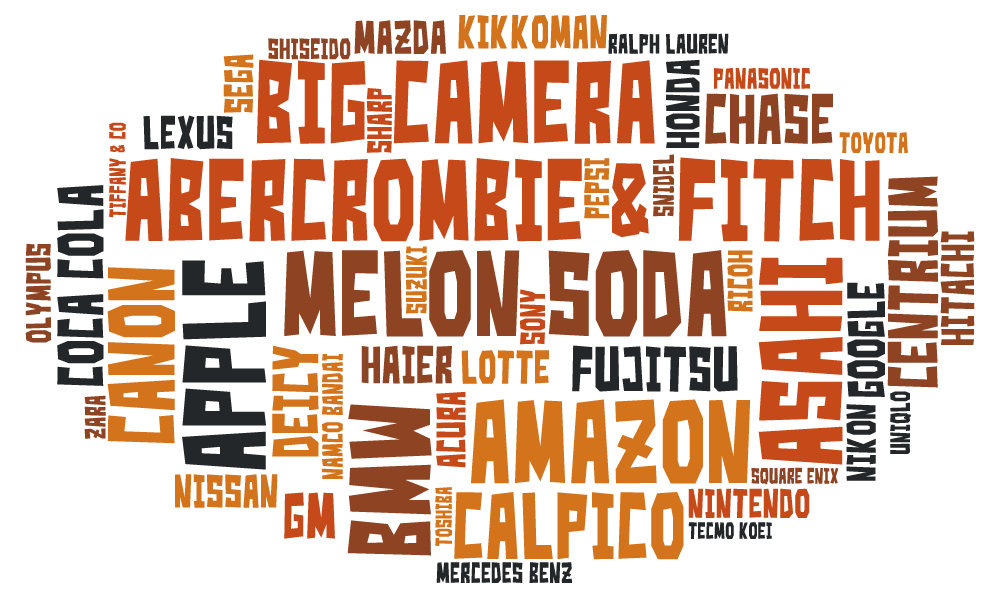 SHISEIDO
MAZDA
KIKKOMAN
RALPH LAUREN
SEGA
BIG CAMERA
SHARP
HONDA
PANASONIC
CHASE
LEXUS
TOYOTA
TIFFANY & CO
ABERCROMBIE & FITCH
PEPSI
SNIDEL
COCA COLA
OLYMPUS
CANON
APPLE
MELON SODA
SUZUKI
SONY
RICOH
ASAHI
GOOGLE
CENTRIUM
HITACHI
ZARA
DEICY
NAMCO BANDAI
HAIER
LOTTE
FUJITSU
NIKON
UNIQLO
BMW
ACURA
AMAZON
SQUARE ENIX
NISSAN
GM
TOSHIBA
CALPICO
NINTENDO
TECMO KOEI
MERCEDES BENZ